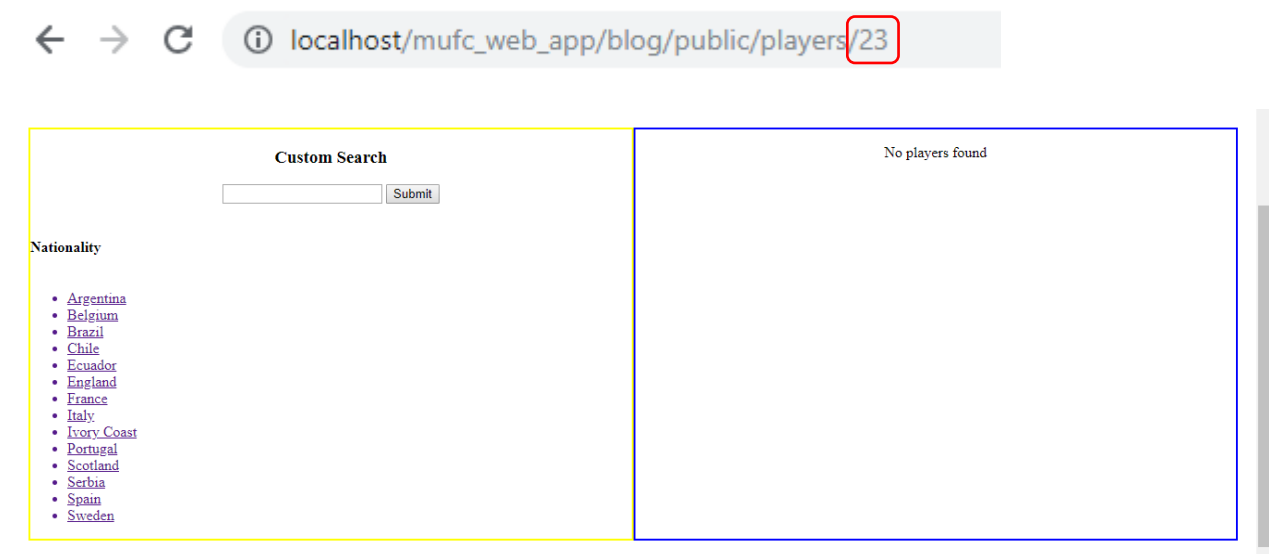 localhost/mufc_web_app/blog/public/players/23
Custom Search
Submit
Nationality
Argentina
Belgium
Brazil
Chile
Ecuador
England
France
Italy
Ivory Coast
Portugal
Scotland
Serbia
Spain
Sweden
No players found